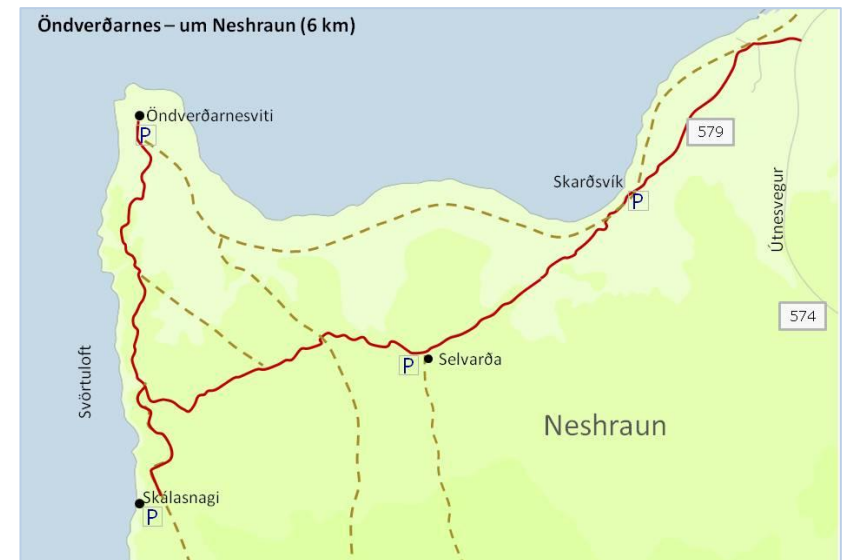 Öndverðarnes – um Neshraun (6 km)
Öndverðarnesviti
P
579
Skarðsvík
P
Útnesvegur
574
P
Selvarða
Svörtuloft
Neshraun
Skálasnagi
P